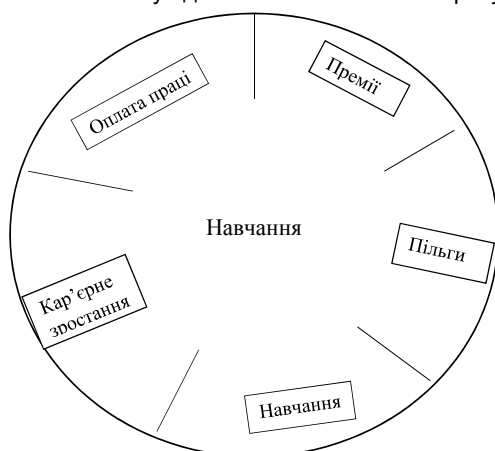 Оплата праці
Премії
Навчання
Пільги
Кар’єрне
зростання
Навчання